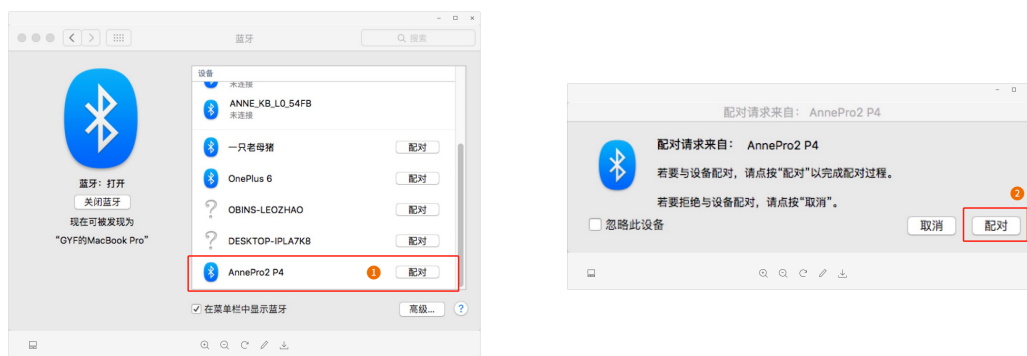 蓝牙
搜索
设备
未连接
ANNE_KB_L0_54FB
未连接
一只老母猪
配对
OnePlus 6
配对
OBINS-LEOZHAO
配对
DESKTOP-IPLA7K8
配对
AnnePro2 P4
1
配对
蓝牙：打开
关闭蓝牙
现在可被发现为
“GYF的MacBook Pro”
在菜单栏中显示蓝牙
高级...
?
配对请求来自： AnnePro2 P4
配对请求来自： AnnePro2 P4
若要与设备配对，请点按“配对”以完成配对过程。
若要拒绝与设备配对，请点按“取消”。
2
忽略此设备
取消
配对